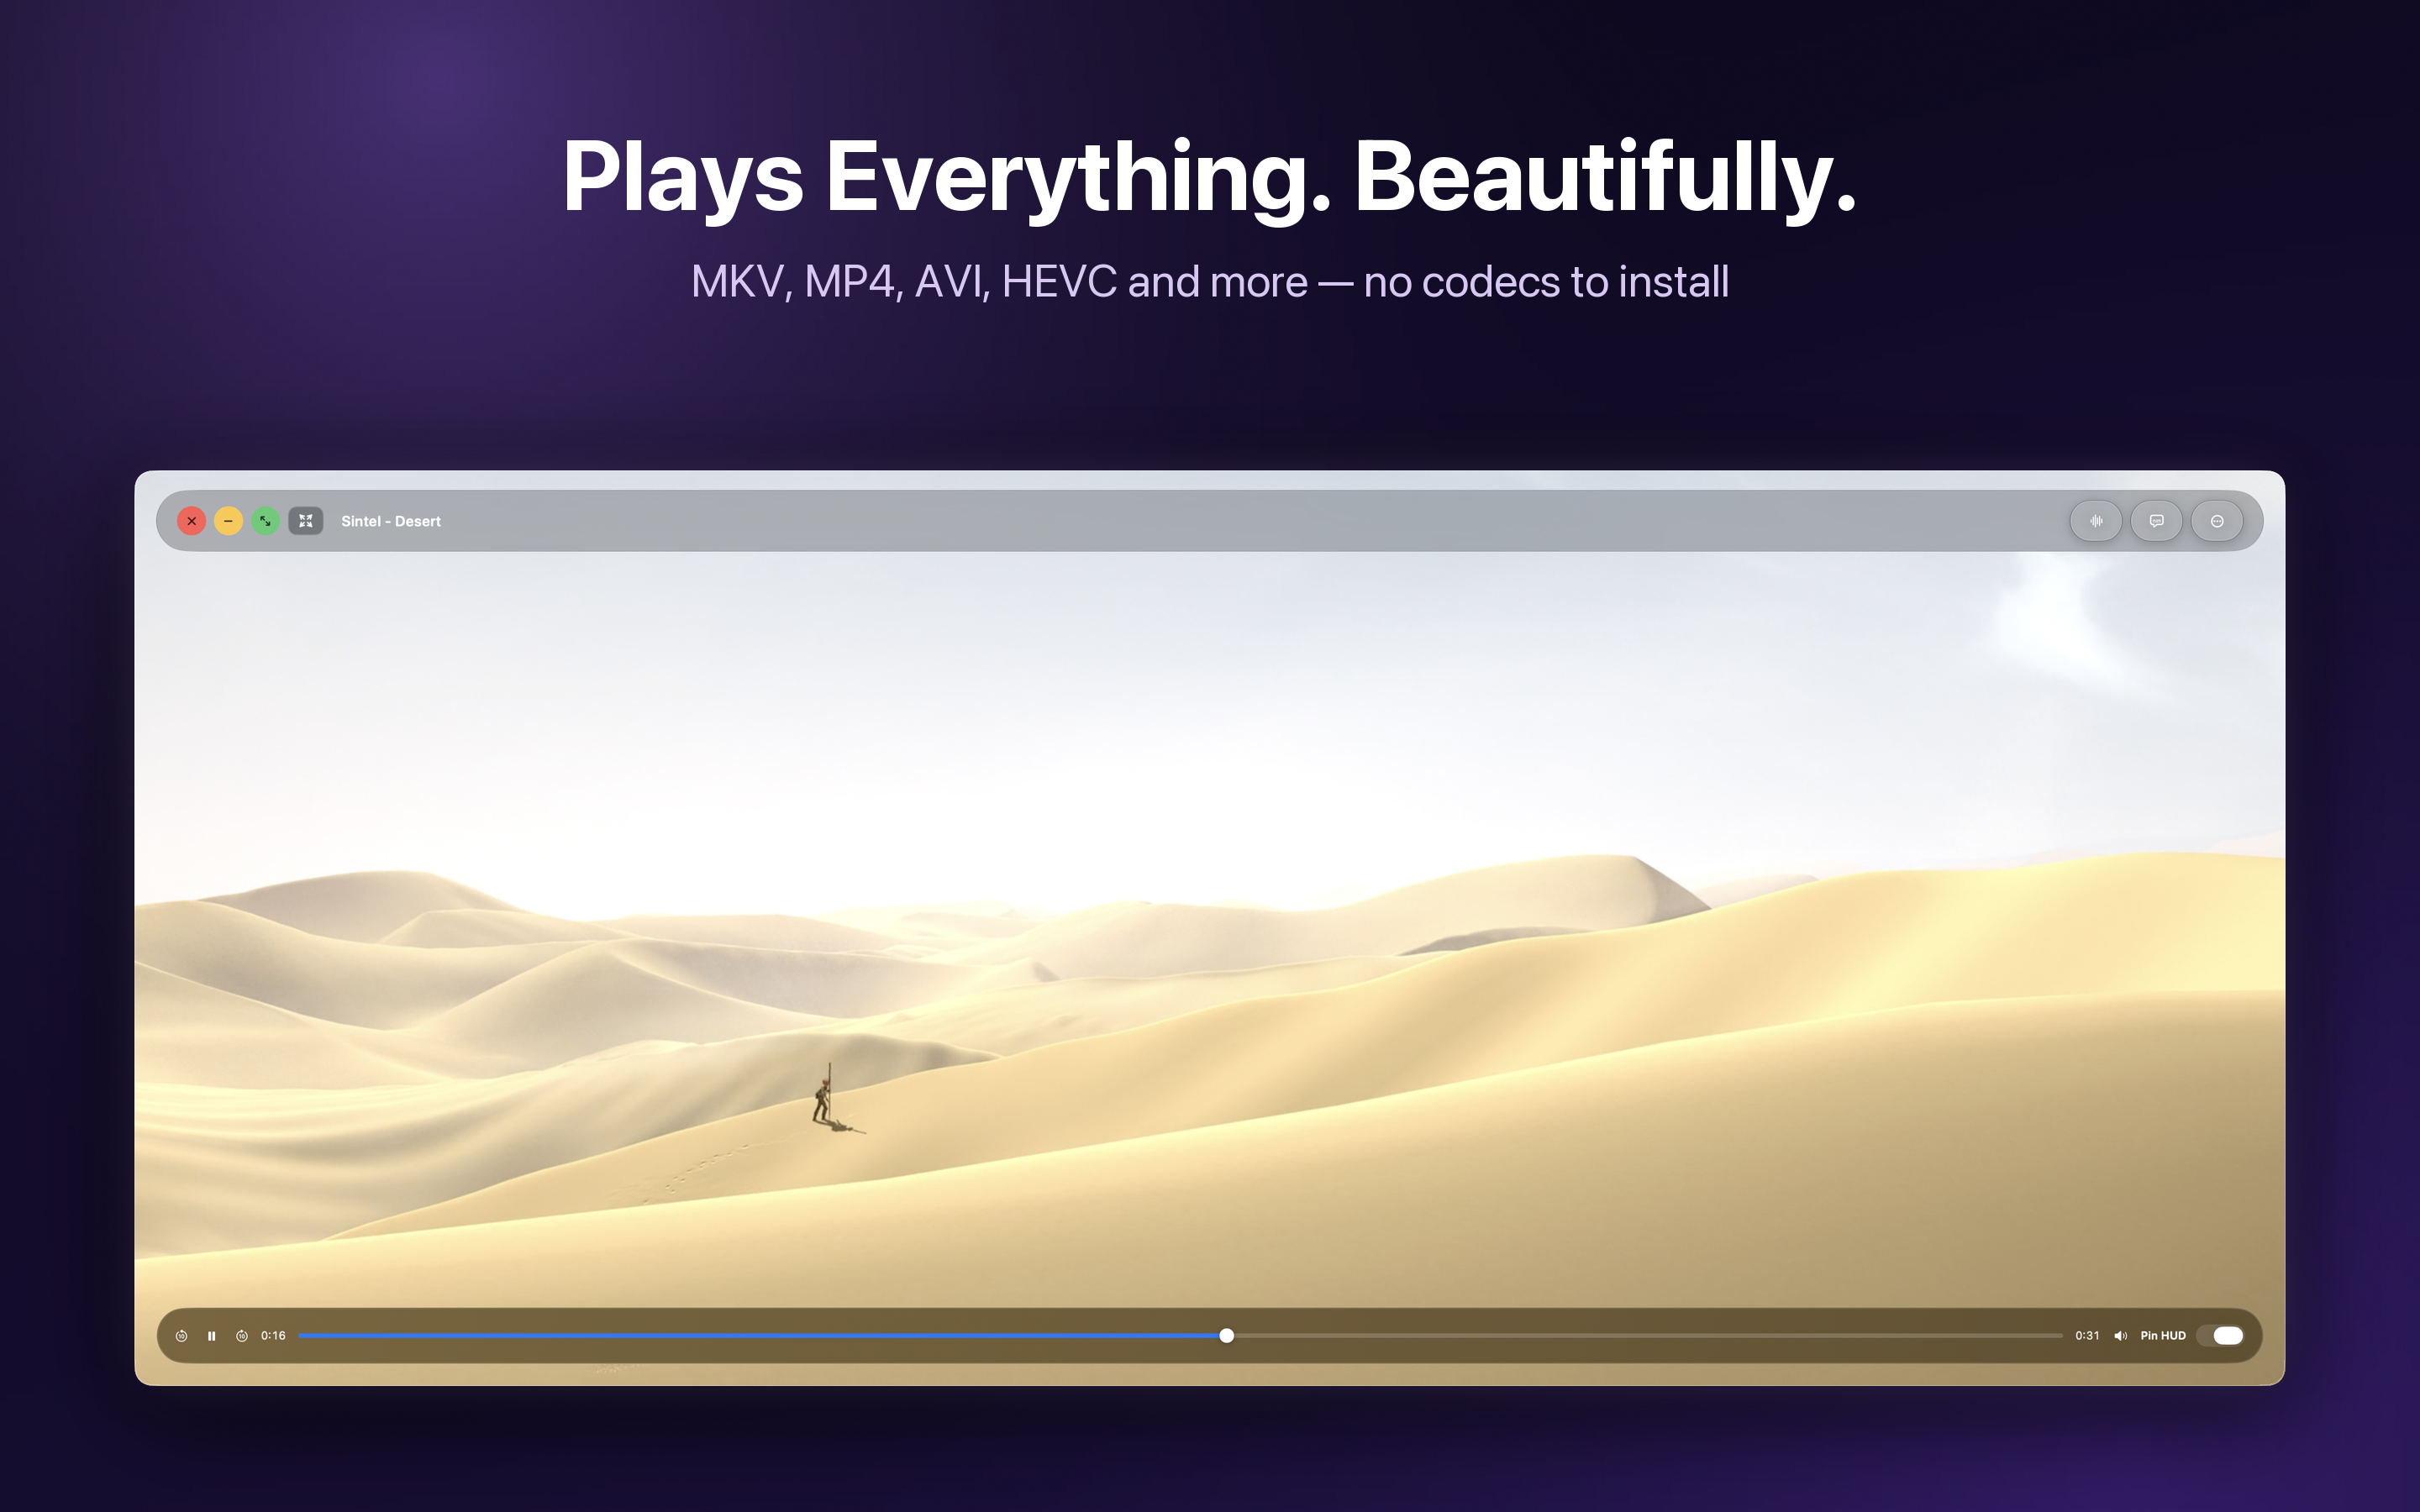 Plays Everything. Beautifully.
MKV, MP4, AVI, HEVC and more — no codecs to install
Sintel - Desert
0:16
0:31
Pin HUD